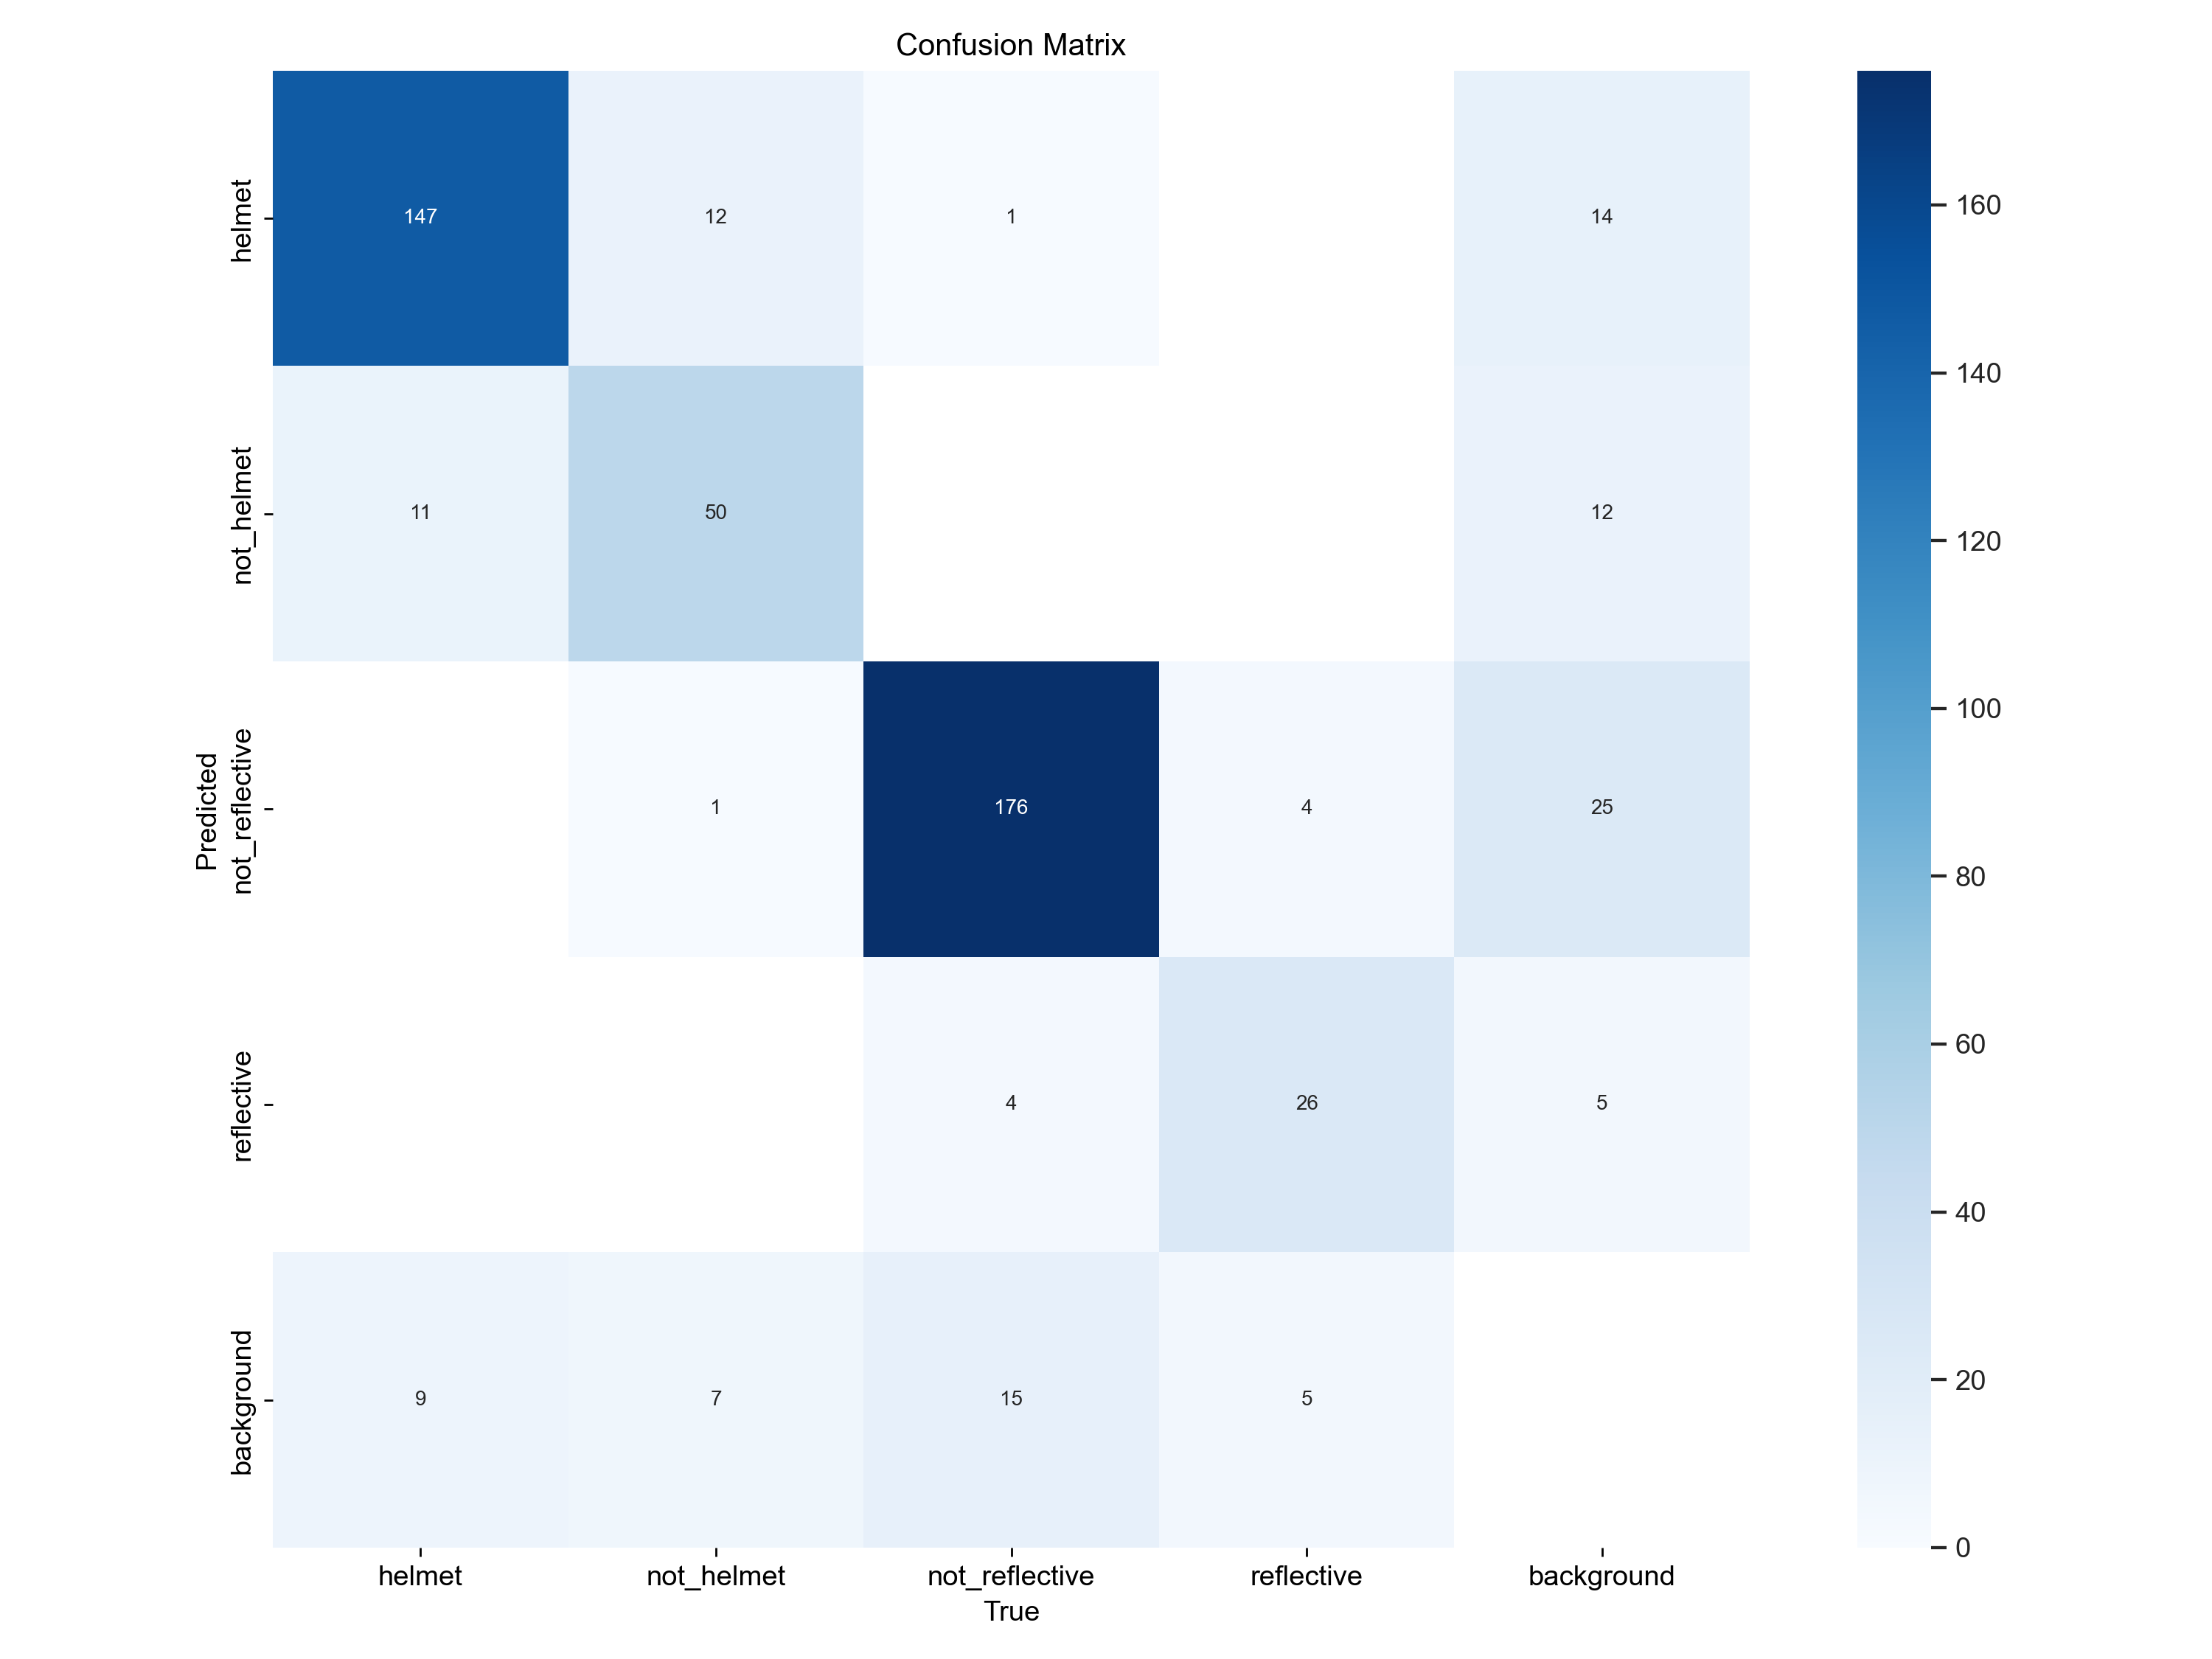 Confusion Matrix
helmet
147
12
1
14
160
140
not_helmet
11
50
12
120
100
Predicted
not_reflective
1
176
4
25
80
reflective
4
26
5
60
40
background
9
7
15
5
20
0
helmet
not_helmet
not_reflective
reflective
background
True